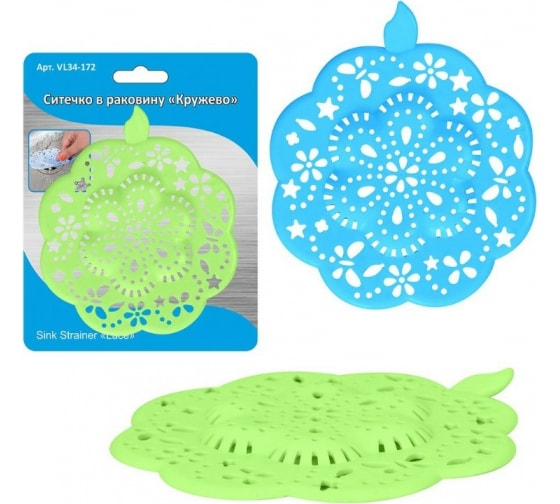 Арт. VL34-172
Ситечко в раковину «Кружево»
Sink Strainer «Lace»